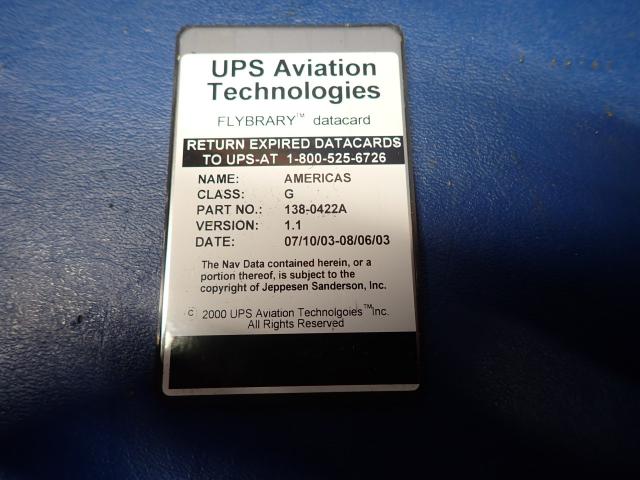 UPS Aviation
Technologies
FLYBRARY™ datacard
RETURN EXPIRED DATACARDS
TO UPS-AT 1-800-525-6726
NAME: AMERICAS
CLASS: G
PART NO.: 138-0422A
VERSION: 1.1
DATE: 07/10/03-08/06/03
The Nav Data contained herein, or a
portion thereof, is subject to the
copyright of Jeppesen Sanderson, Inc.
© 2000 UPS Aviation Technolgoies™Inc.
All Rights Reserved